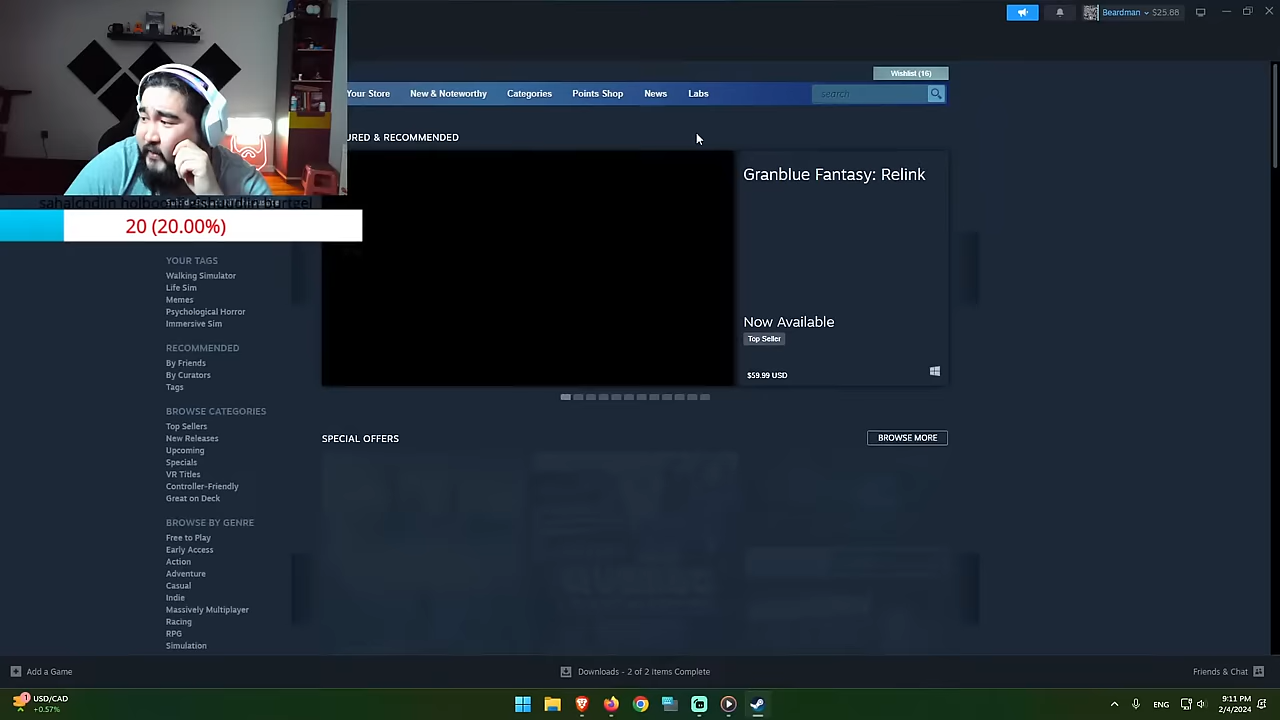 Beardman $25.88
Wishlist (16)
Your Store
New & Noteworthy
Categories
Points Shop
News
Labs
search
URED & RECOMMENDED
Granblue Fantasy: Relink
Now Available
Top Seller
$59.99 USD
20 (20.00%)
YOUR TAGS
Walking Simulator
Life Sim
Memes
Psychological Horror
Immersive Sim
RECOMMENDED
By Friends
By Curators
Tags
BROWSE CATEGORIES
Top Sellers
New Releases
Upcoming
Specials
VR Titles
Controller-Friendly
Great on Deck
BROWSE BY GENRE
Free to Play
Early Access
Action
Adventure
Casual
Indie
Massively Multiplayer
Racing
RPG
Simulation
SPECIAL OFFERS
BROWSE MORE
Add a Game
Downloads - 2 of 2 Items Complete
Friends & Chat
1
USD/CAD
+0.57%
ENG
9:11 PM
2/4/2024